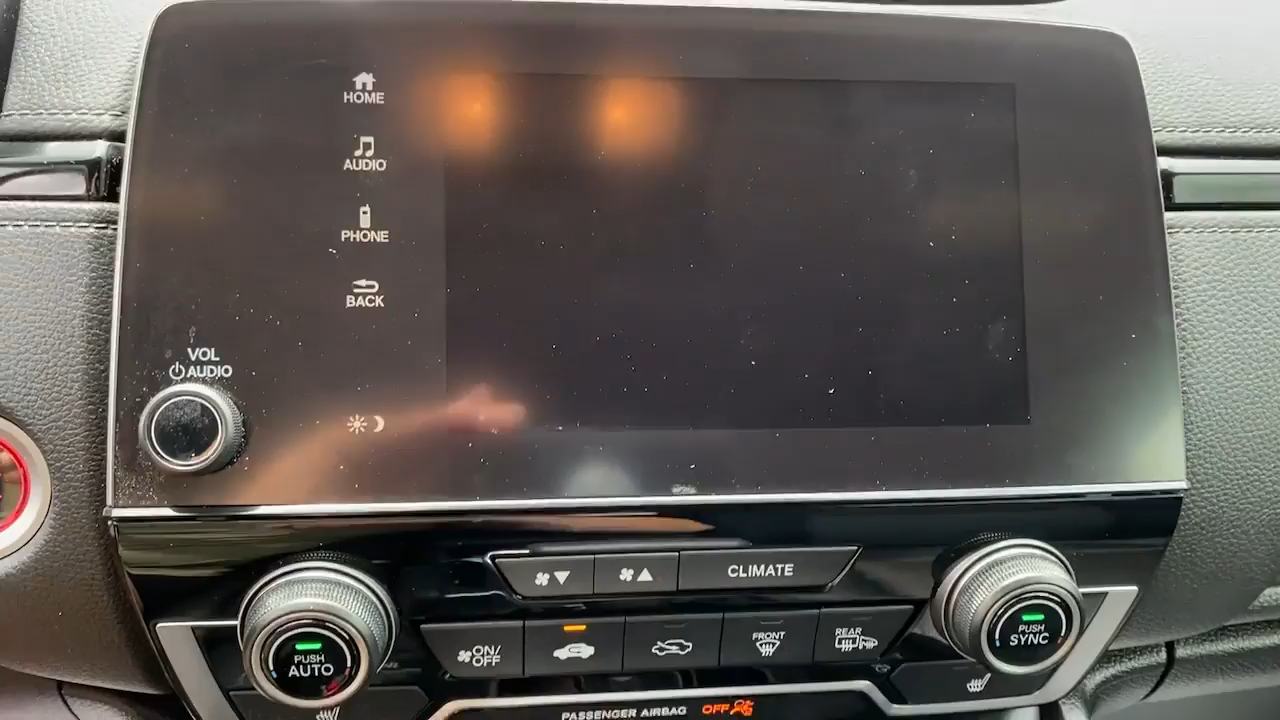 HOME
AUDIO
PHONE
BACK
VOL
AUDIO
CLIMATE
PUSH
AUTO
ON/
OFF
FRONT
REAR
PUSH
SYNC
PASSENGER AIRBAG OFF